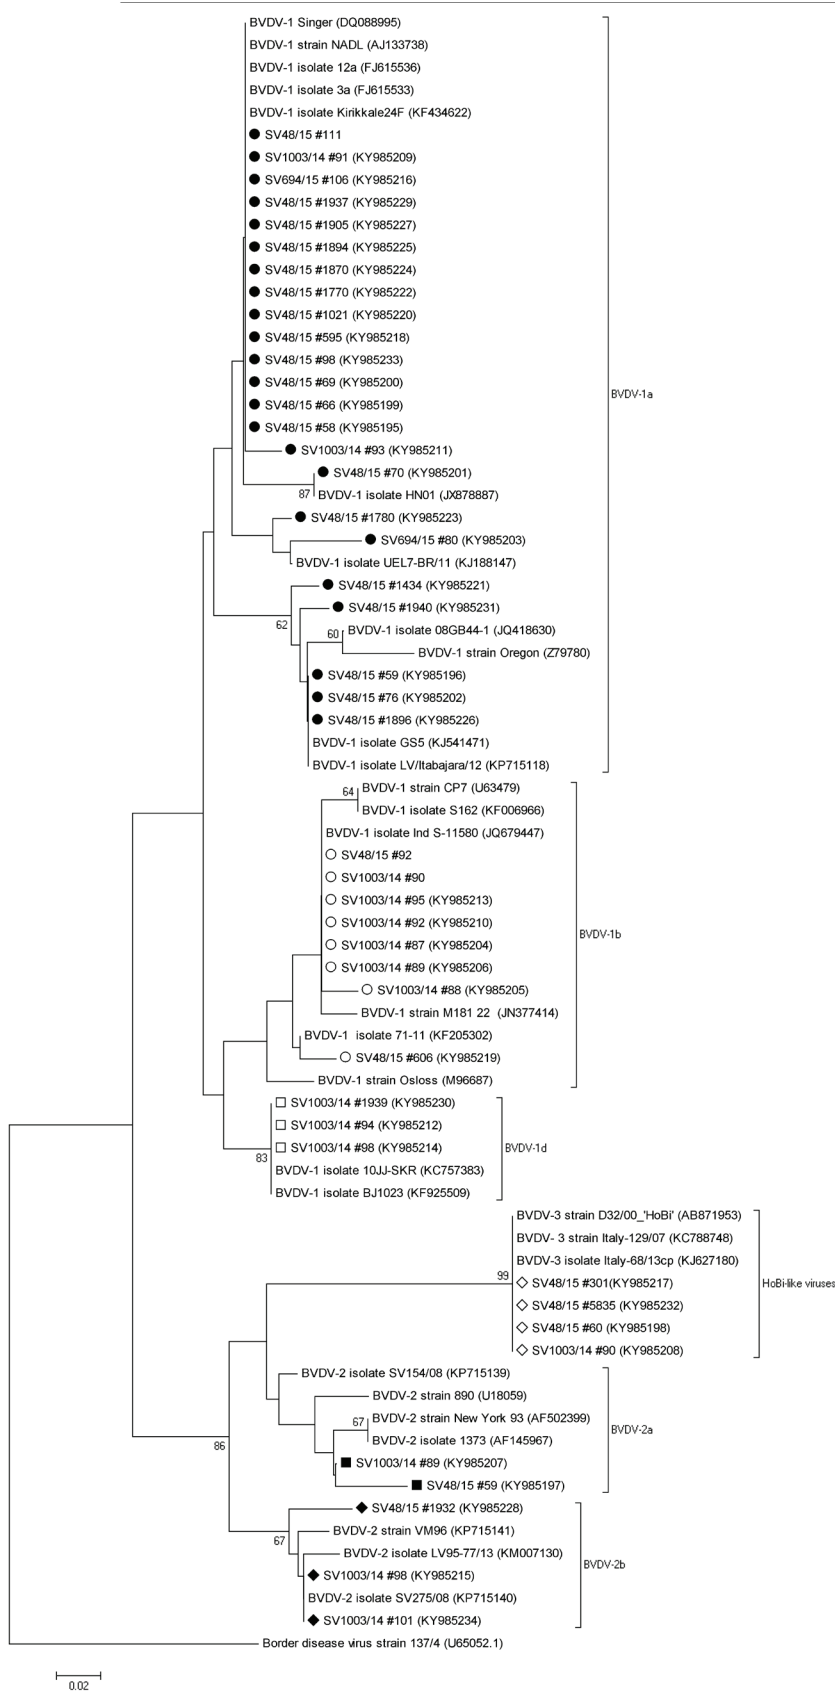 BVDV-1 Singer (DQ088995)
BVDV-1 strain NADL (AJ133738)
BVDV-1 isolate 12a (FJ615536)
BVDV-1 isolate 3a (FJ615533)
BVDV-1 isolate Kirikkale24F (KF434622)
SV48/15 #111
SV1003/14 #91 (KY985209)
SV694/15 #106 (KY985216)
SV48/15 #1937 (KY985229)
SV48/15 #1905 (KY985227)
SV48/15 #1894 (KY985225)
SV48/15 #1870 (KY985224)
SV48/15 #1770 (KY985222)
SV48/15 #1021 (KY985220)
SV48/15 #595 (KY985218)
SV48/15 #98 (KY985233)
SV48/15 #69 (KY985200)
BVDV-1a
SV48/15 #66 (KY985199)
SV48/15 #58 (KY985195)
SV1003/14 #93 (KY985211)
SV48/15 #70 (KY985201)
87
BVDV-1 isolate HN01 (JX878887)
SV48/15 #1780 (KY985223)
SV694/15 #80 (KY985203)
BVDV-1 isolate UEL7-BR/11 (KJ188147)
SV48/15 #1434 (KY985221)
SV48/15 #1940 (KY985231)
62
BVDV-1 isolate 08GB44-1 (JQ418630)
60
BVDV-1 strain Oregon (Z79780)
SV48/15 #59 (KY985196)
SV48/15 #76 (KY985202)
SV48/15 #1896 (KY985226)
BVDV-1 isolate GS5 (KJ541471)
BVDV-1 isolate LV/Itabajara/12 (KP715118)
BVDV-1 strain CP7 (U63479)
64
BVDV-1 isolate S162 (KF006966)
BVDV-1 isolate Ind S-11580 (JQ679447)
SV48/15 #92
SV1003/14 #90
SV1003/14 #95 (KY985213)
SV1003/14 #92 (KY985210)
BVDV-1b
SV1003/14 #87 (KY985204)
SV1003/14 #89 (KY985206)
SV1003/14 #88 (KY985205)
BVDV-1 strain M181 22 (JN377414)
BVDV-1 isolate 71-11 (KF205302)
SV48/15 #606 (KY985219)
BVDV-1 strain Osloss (M96687)
SV1003/14 #1939 (KY985230)
SV1003/14 #94 (KY985212)
SV1003/14 #98 (KY985214)
BVDV-1d
83
BVDV-1 isolate 10JJ-SKR (KC757383)
BVDV-1 isolate BJ1023 (KF925509)
BVDV-3 strain D32/00_'HoBi' (AB871953)
BVDV- 3 strain Italy-129/07 (KC788748)
BVDV-3 isolate Italy-68/13cp (KJ627180)
99
SV48/15 #301(KY985217)
HoBi-like viruses
SV48/15 #5835 (KY985232)
SV48/15 #60 (KY985198)
SV1003/14 #90 (KY985208)
BVDV-2 isolate SV154/08 (KP715139)
BVDV-2 strain 890 (U18059)
BVDV-2 strain New York 93 (AF502399)
67
BVDV-2a
BVDV-2 isolate 1373 (AF145967)
86
SV1003/14 #89 (KY985207)
SV48/15 #59 (KY985197)
SV48/15 #1932 (KY985228)
BVDV-2 strain VM96 (KP715141)
67
BVDV-2 isolate LV95-77/13 (KM007130)
BVDV-2b
SV1003/14 #98 (KY985215)
BVDV-2 isolate SV275/08 (KP715140)
SV1003/14 #101 (KY985234)
Border disease virus strain 137/4 (U65052.1)
0.02